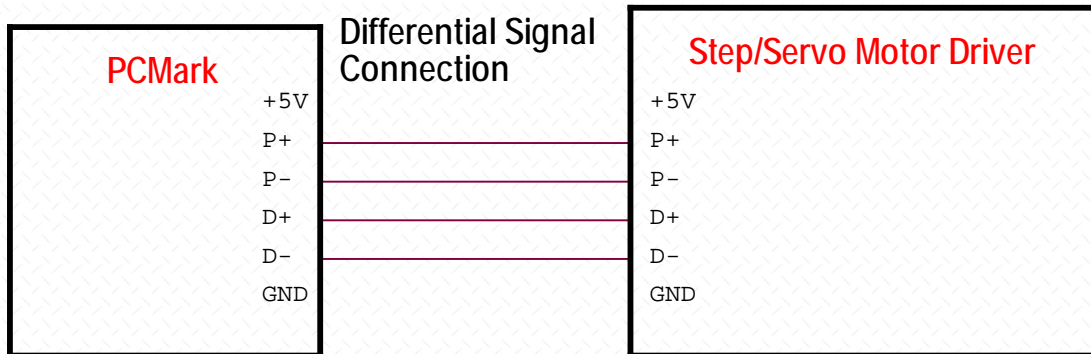 PCMark
+5V
P+
P-
D+
D-
GND
Differential Signal
Connection
Step/Servo Motor Driver
+5V
P+
P-
D+
D-
GND